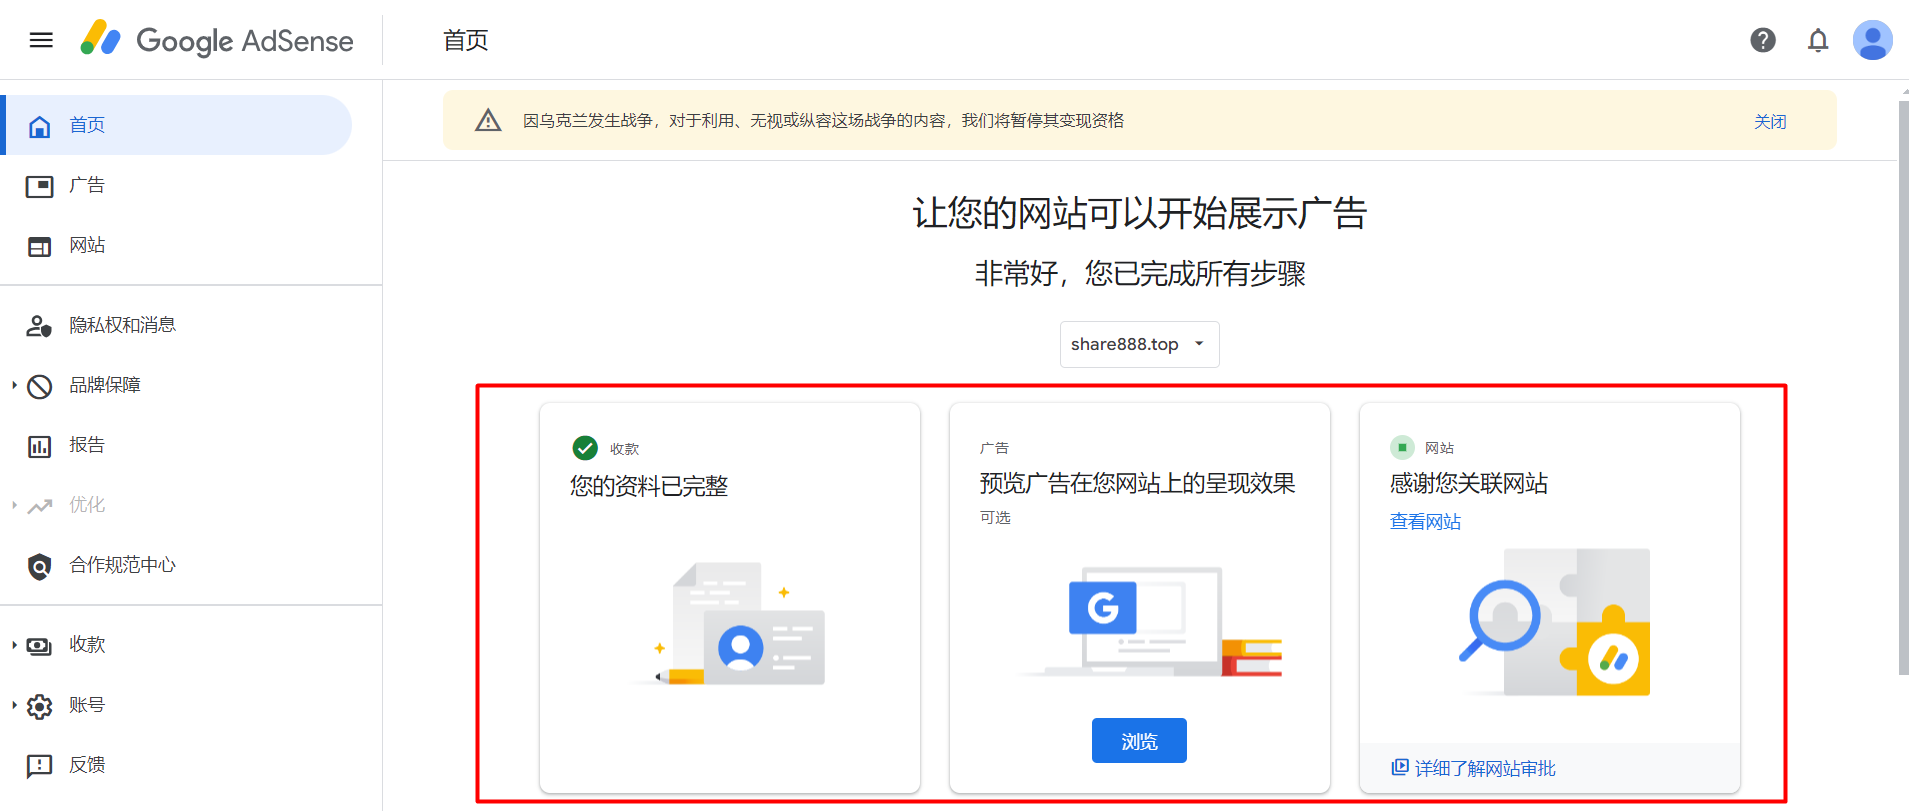 Google AdSense
首页
首页
广告
网站
隐私权和消息
品牌保障
报告
优化
合作规范中心
收款
账号
反馈
因乌克兰发生战争，对于利用、无视或纵容这场战争的内容，我们将暂停其变现资格
关闭
让您的网站可以开始展示广告
非常好，您已完成所有步骤
share888.top
收款
您的资料已完整
广告
预览广告在您网站上的呈现效果
可选
G
浏览
网站
感谢您关联网站
查看网站
详细了解网站审批